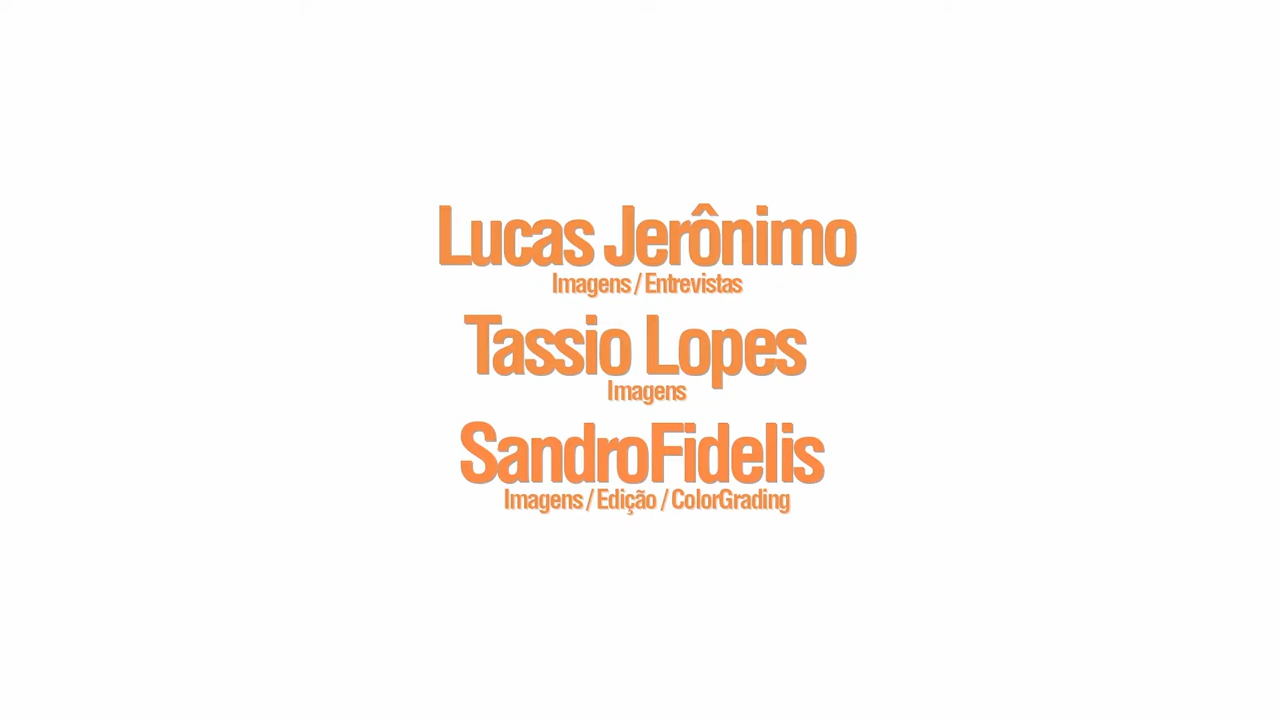 Lucas Jerônimo
Imagens / Entrevistas
Tassio Lopes
Imagens
SandroFidelis
Imagens / Edição / ColorGrading